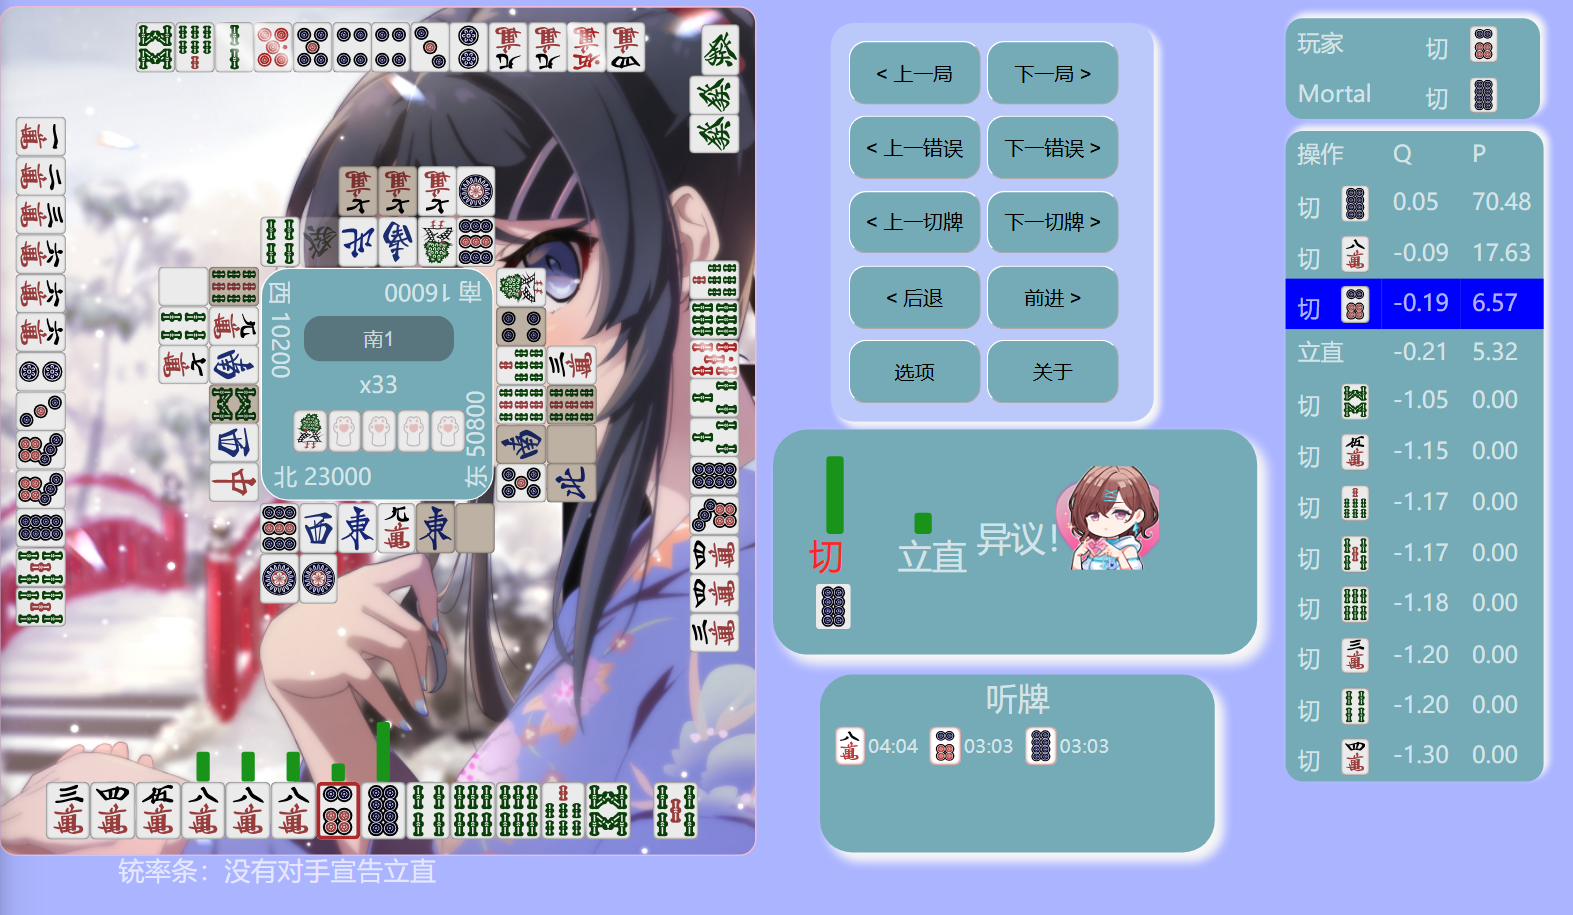 南1
x33
南 16000
西 10200
东 50800
北 23000
铳率条：没有对手宣告立直
< 上一局
下一局 >
< 上一错误
下一错误 >
< 上一切牌
下一切牌 >
< 后退
前进 >
选项
关于
切
立直
异议！
听牌
04:04
03:03
03:03
玩家 切
Mortal 切
操作 Q P
切 0.05 70.48
切 -0.09 17.63
切 -0.19 6.57
立直 -0.21 5.32
切 -1.05 0.00
切 -1.15 0.00
切 -1.17 0.00
切 -1.17 0.00
切 -1.18 0.00
切 -1.20 0.00
切 -1.20 0.00
切 -1.30 0.00